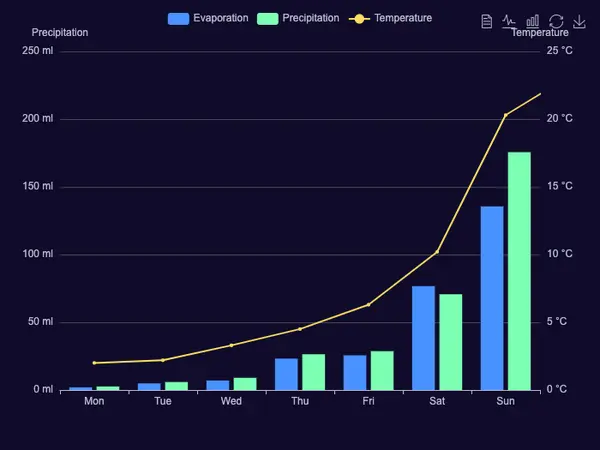 Evaporation Precipitation Temperature
Precipitation Temperature
250 ml 25 °C
200 ml 20 °C
150 ml 15 °C
100 ml 10 °C
50 ml 5 °C
0 ml 0 °C
Mon Tue Wed Thu Fri Sat Sun